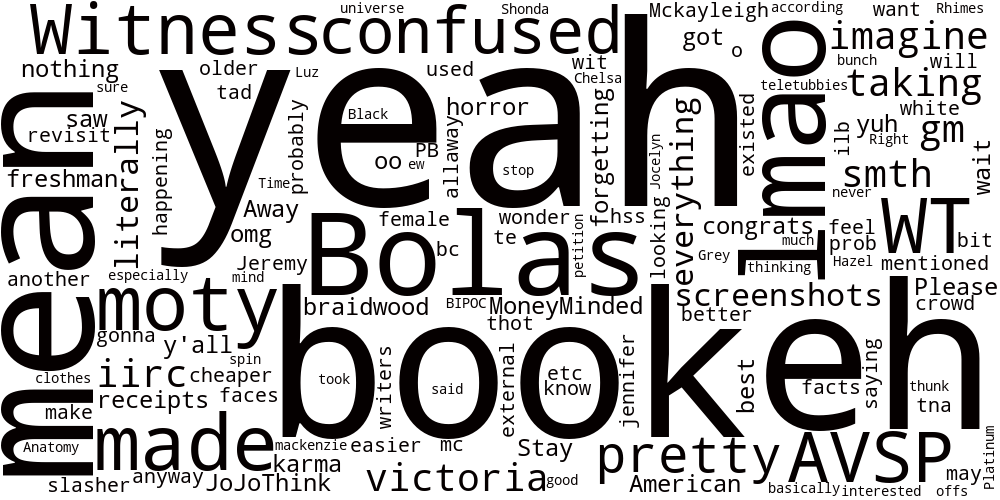 universe
Shonda
Mckayleigh
according
want
Rhimes
Witness
confused
got
o
imagine
nothing
older
Luz
used
wit
Chelsa
bunch
will
sure
tad
yeah
lmao
teletubbies
taking
mean
saw
revisit
literally
happening
probably
Black
oo
PB
ew
horror
allaway
stop
forgetting
Jocelyn
everything
existed
ilb
yuh
white
Right
gm
wait
freshman
Time
Away
omg
smth
never
another
especially
Jeremy
mind
Bolas
female
bc
wonder
te
petition
hss
looking
congrats
much
Grey
thinking
feel
prob
Hazel
WT
bit
mentioned
moty
gonna
y'all
spin
braidwood
BIPOC
MoneyMinded
thot
screenshots
better
Please
crowd
clothes
iirc
cheaper
receipts
faces
book
took
writers
said
external
etc
know
jennifer
best
eh
facts
saying
thunk
tna
make
Anatomy
made
mackenzie
easier
mc
Stay
karma
slasher
anyway
JoJoThink
victoria
good
pretty
American
AVSP
may
Platinum
basically
interested
offs